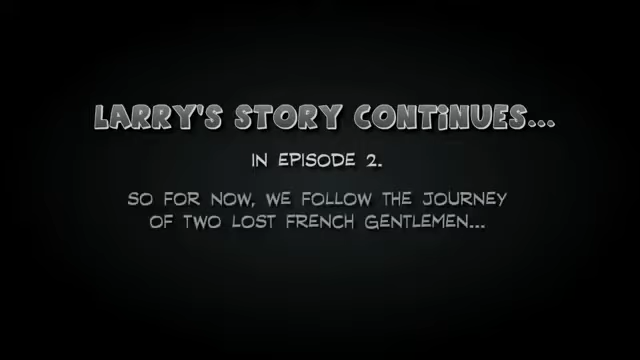 LARRY'S STORY CONTiNUES...
IN EPISODE 2.
SO FOR NOW, WE FOLLOW THE JOURNEY
OF TWO LOST FRENCH GENTLEMEN...